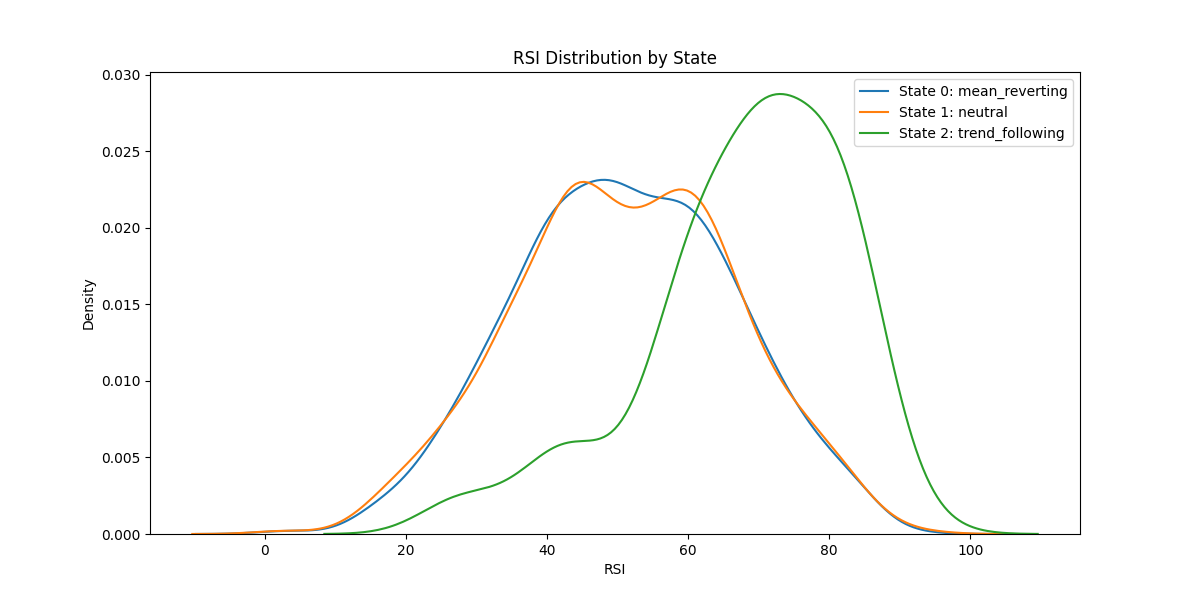 RSI Distribution by State
State 0: mean_reverting
State 1: neutral
State 2: trend_following
Density
0.030
0.025
0.020
0.015
0.010
0.005
0.000
0 20 40 60 80 100
RSI